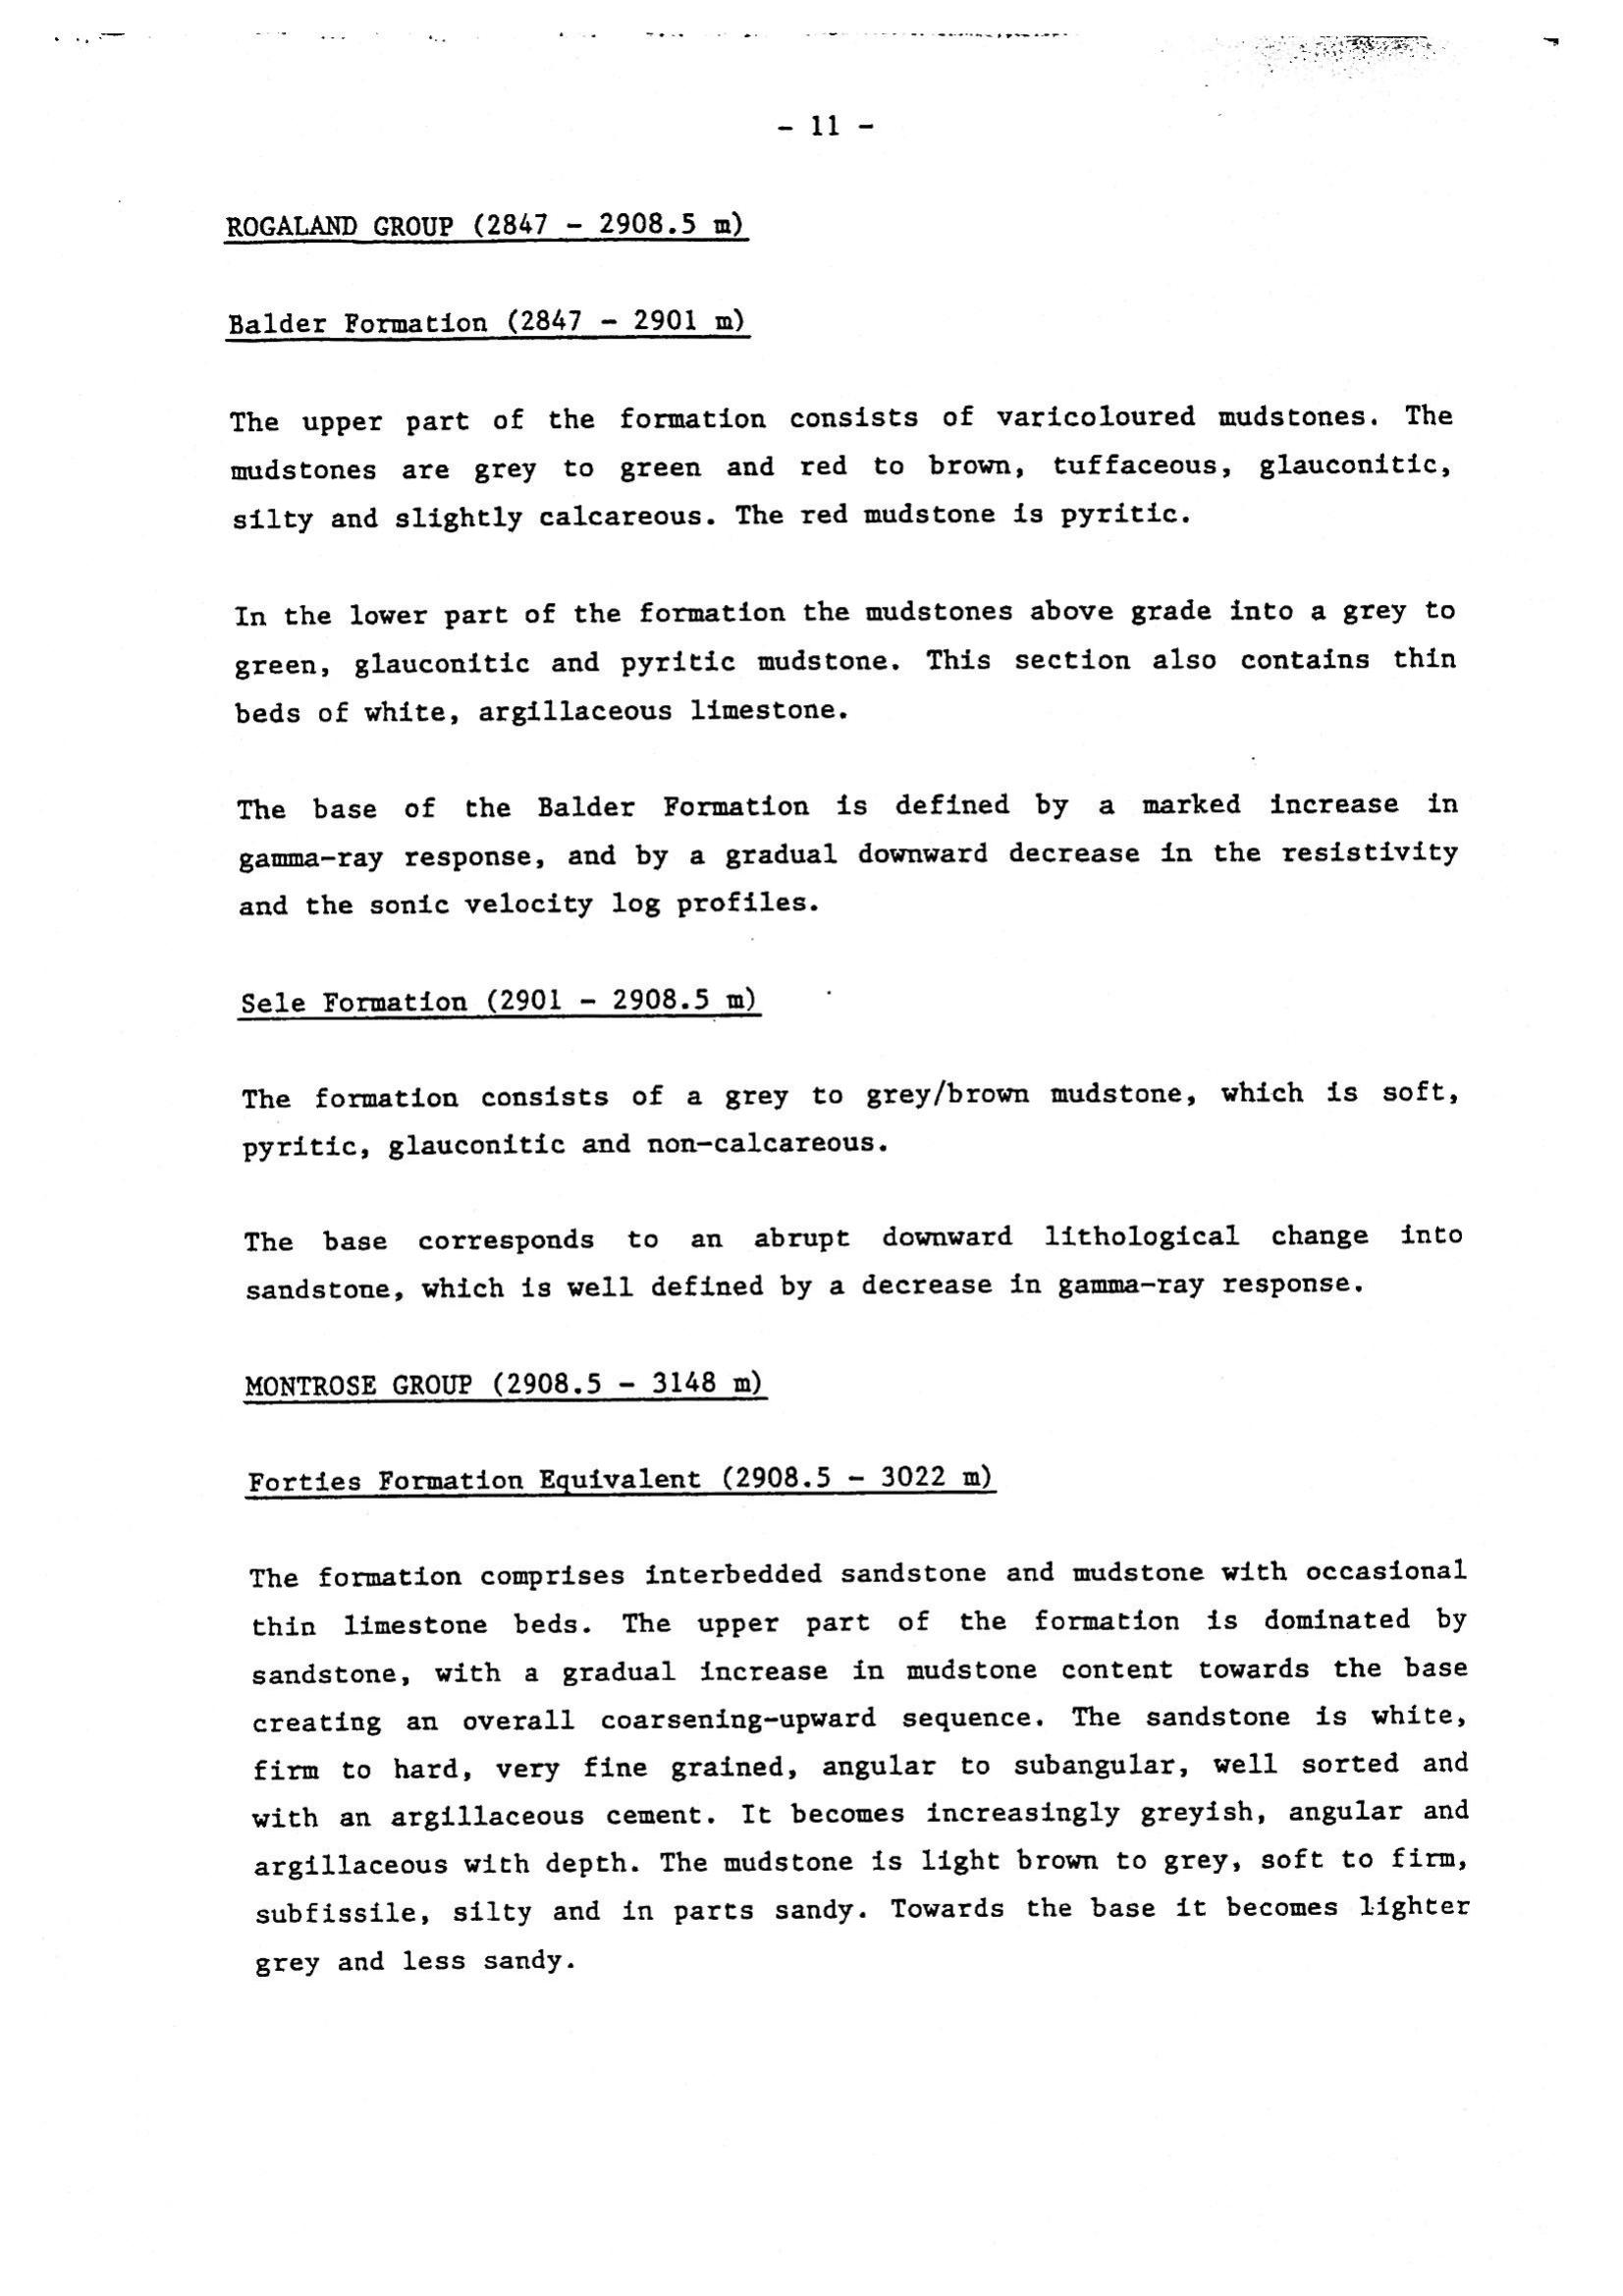 - 11 -
ROGALAND GROUP (2847 - 2908.5 m)
Balder Formation (2847 - 2901 m)
The upper part of the formation consists of varicoloured mudstones. The
mudstones are grey to green and red to brown, tuffaceous, glauconitic,
silty and slightly calcareous. The red mudstone is pyritic.
In the lower part of the formation the mudstones above grade into a grey to
green, glauconitic and pyritic mudstone. This section also contains thin
beds of white, argillaceous limestone.
The base of the Balder Formation is defined by a marked increase in
gamma-ray response, and by a gradual downward decrease in the resistivity
and the sonic velocity log profiles.
Sele Formation (2901 - 2908.5 m)
The formation consists of a grey to grey/brown mudstone, which is soft,
pyritic, glauconitic and non-calcareous.
The base corresponds to an abrupt downward lithological change into
sandstone, which is well defined by a decrease in gamma-ray response.
MONTROSE GROUP (2908.5 - 3148 m)
Forties Formation Equivalent (2908.5 - 3022 m)
The formation comprises interbedded sandstone and mudstone with occasional
thin limestone beds. The upper part of the formation is dominated by
sandstone, with a gradual increase in mudstone content towards the base
creating an overall coarsening-upward sequence. The sandstone is white,
firm to hard, very fine grained, angular to subangular, well sorted and
with an argillaceous cement. It becomes increasingly greyish, angular and
argillaceous with depth. The mudstone is light brown to grey, soft to firm,
subfissile, silty and in parts sandy. Towards the base it becomes lighter
grey and less sandy.